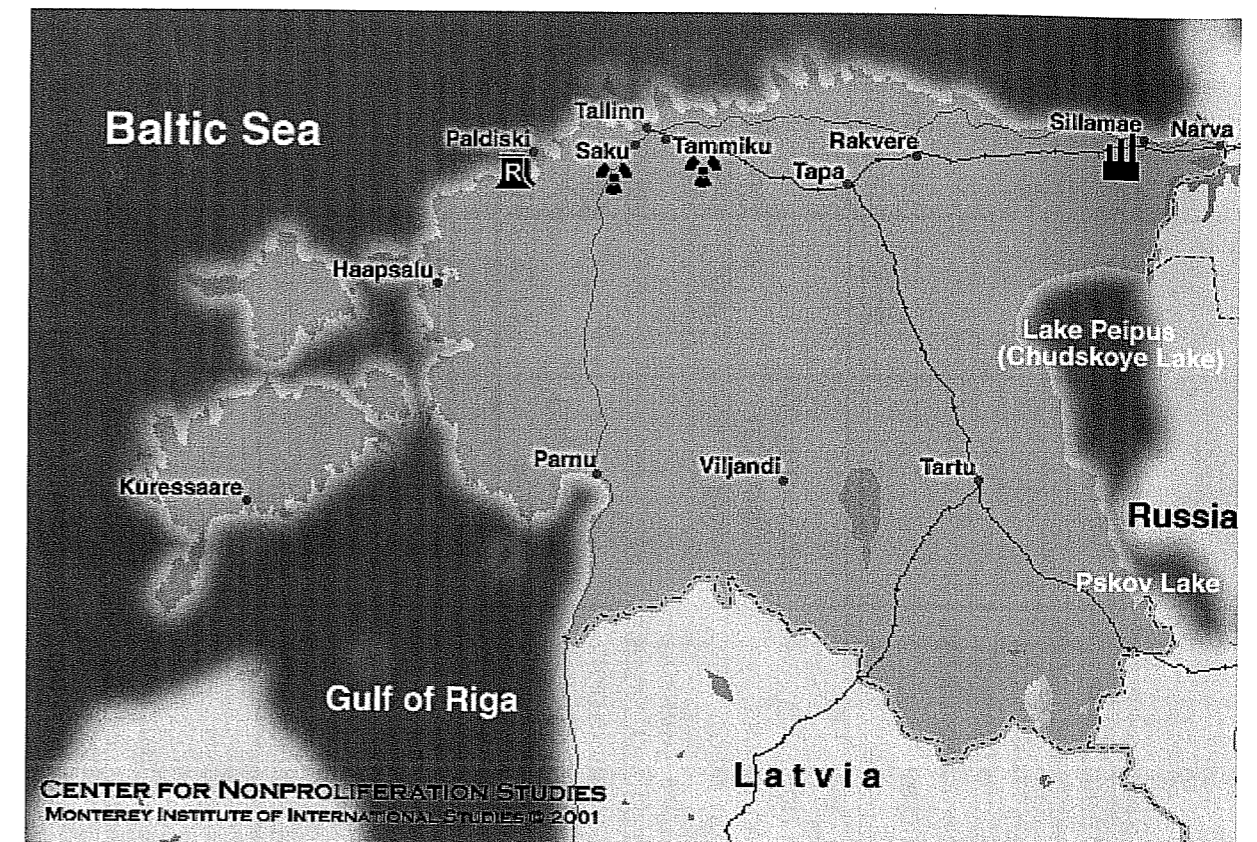 Baltic Sea
Tallinn
Paldiski
R
Saku
Tammiku
Tapa
Rakvere
Sillamae
Narva
Haapsalu
Lake Peipus
(Chudskoye Lake)
Kuressaare
Parnu
Viljandi
Tartu
Russia
Pskov Lake
Gulf of Riga
Latvia
CENTER FOR NONPROLIFERATION STUDIES
MONTEREY INSTITUTE OF INTERNATIONAL STUDIES © 2001